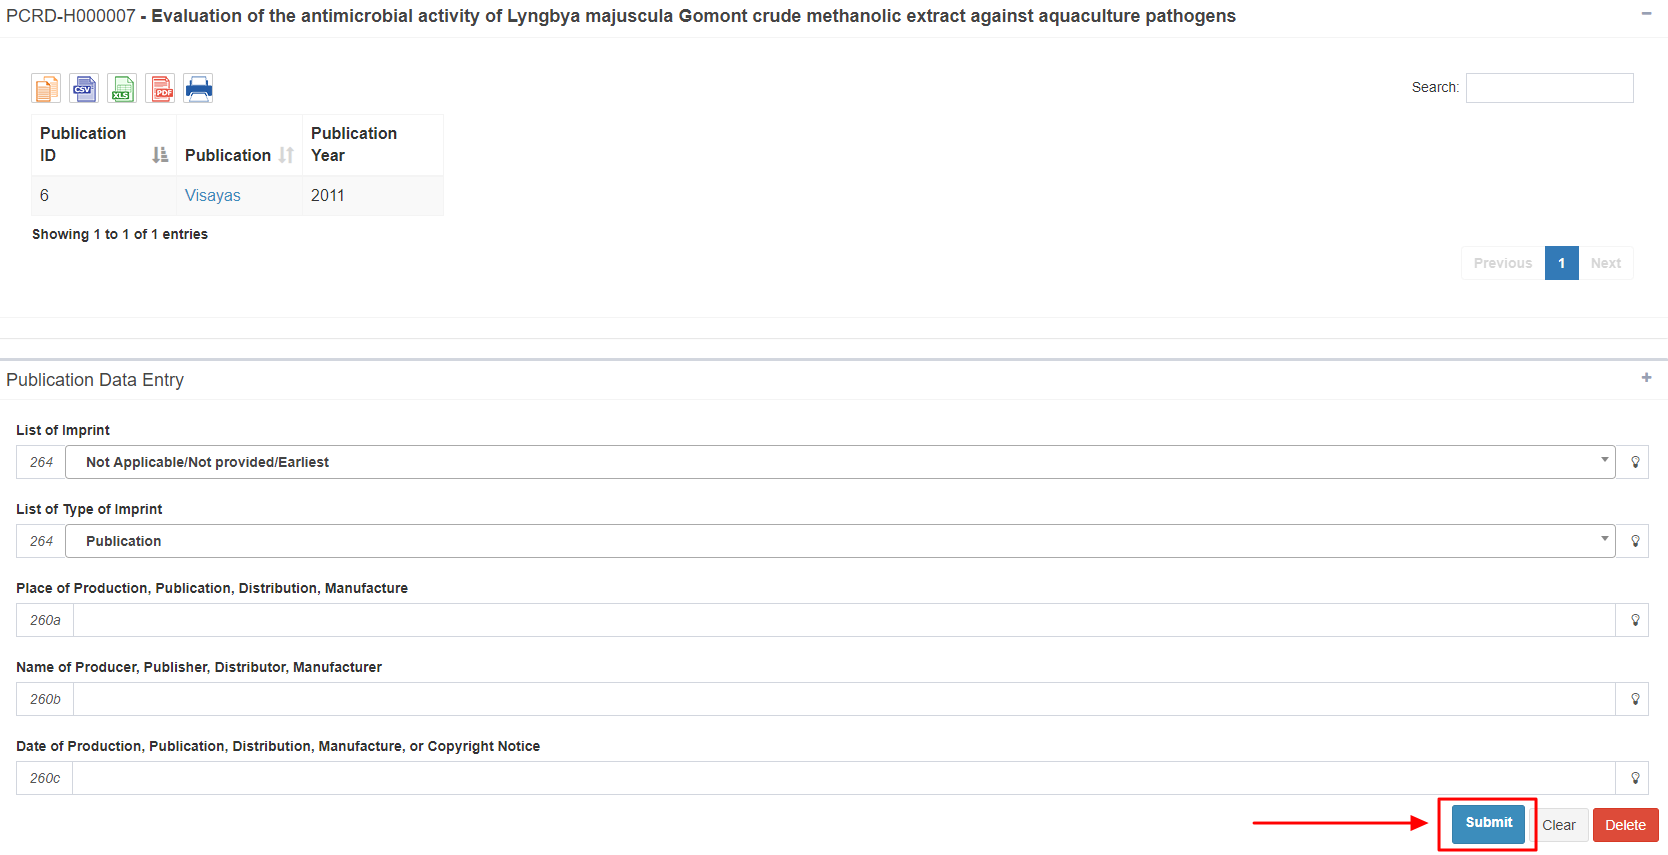 PCRD-H000007 - Evaluation of the antimicrobial activity of Lyngbya majuscula Gomont crude methanolic extract against aquaculture pathogens
CSV XLS PDF
Search:
Publication ID Publication Publication Year
6 Visayas 2011
Showing 1 to 1 of 1 entries
Previous 1 Next
Publication Data Entry
List of Imprint
264 Not Applicable/Not provided/Earliest
List of Type of Imprint
264 Publication
Place of Production, Publication, Distribution, Manufacture
260a
Name of Producer, Publisher, Distributor, Manufacturer
260b
Date of Production, Publication, Distribution, Manufacture, or Copyright Notice
260c
Submit Clear Delete